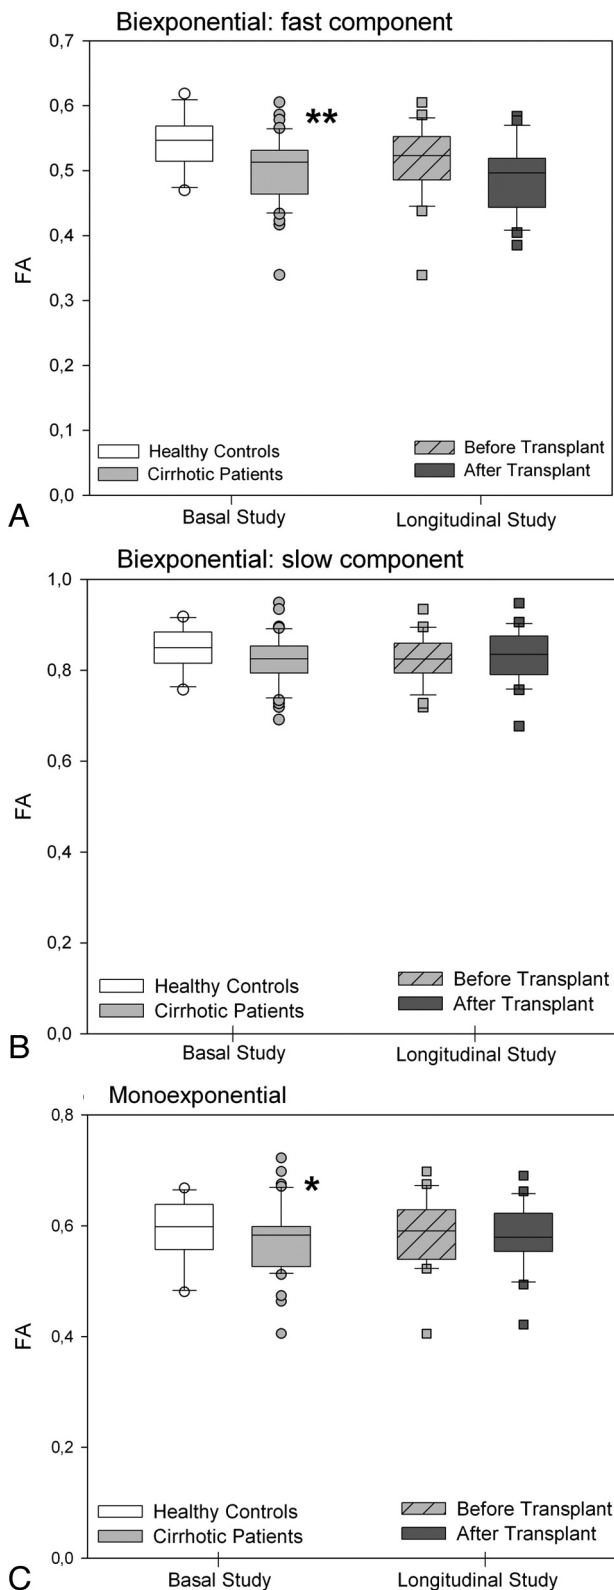 Biexponential: fast component
0,7
0,6
**
0,5
0,4
FA
0,3
0,2
0,1
Healthy Controls
Before Transplant
Cirrhotic Patients
After Transplant
0,0
A
Basal Study
Longitudinal Study
Biexponential: slow component
1,0
0,8
0,6
FA
0,4
0,2
Healthy Controls
Before Transplant
Cirrhotic Patients
After Transplant
0,0
B
Basal Study
Longitudinal Study
Monoexponential
0,8
*
0,6
0,4
FA
0,2
Healthy Controls
Before Transplant
Cirrhotic Patients
After Transplant
0,0
C
Basal Study
Longitudinal Study